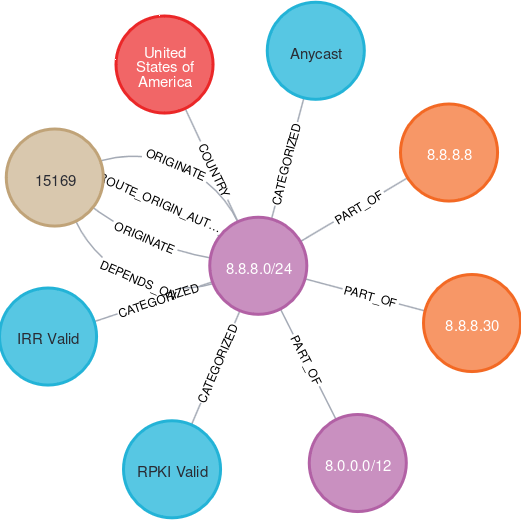 United
States of
America
Anycast
8.8.8.8
15169
ORIGINATE
COUNTRY
CATEGORIZED
ROUTE_ORIGIN_AUT...
PART_OF
ORIGINATE
8.8.8.0/24
DEPENDS_ON
CATEGORIZED
PART_OF
IRR Valid
8.8.8.30
CATEGORIZED
PART_OF
RPKI Valid
8.0.0.0/12